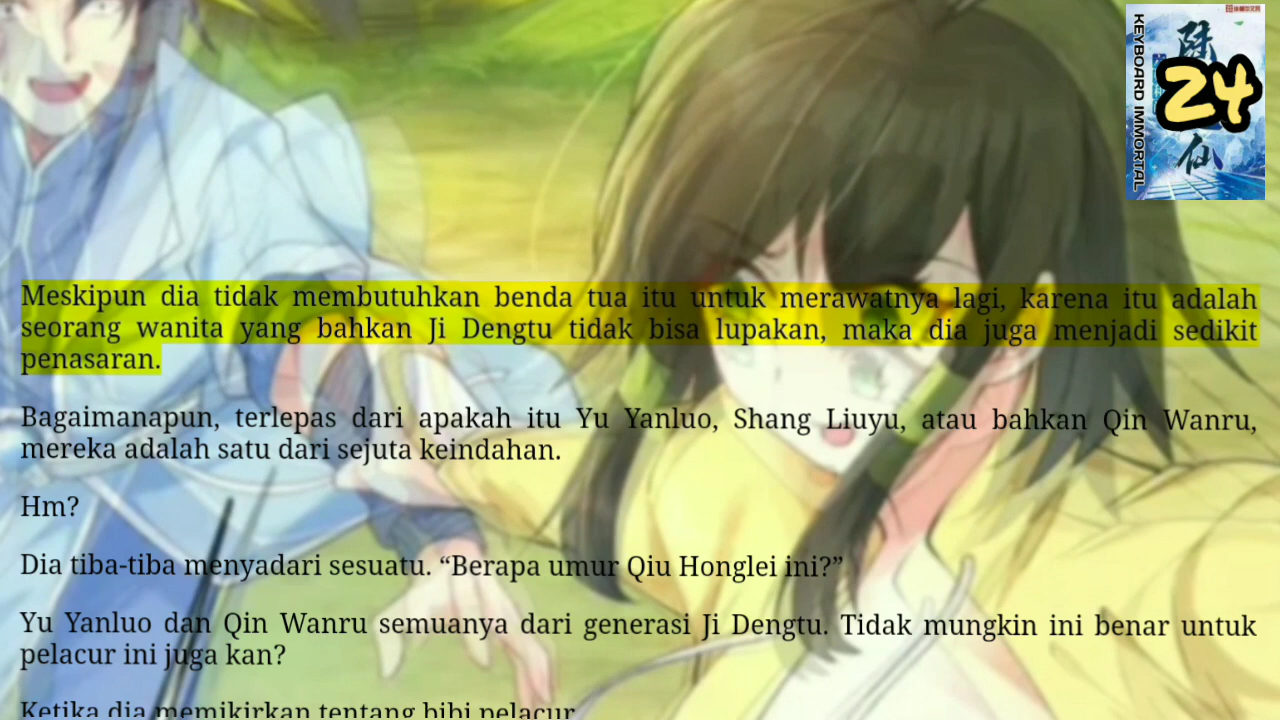 KEYBOARD IMMORTAL
陸
24
仙
Meskipun dia tidak membutuhkan benda tua itu untuk merawatnya lagi, karena itu adalah
seorang wanita yang bahkan Ji Dengtu tidak bisa lupakan, maka dia juga menjadi sedikit
penasaran.
Bagaimanapun, terlepas dari apakah itu Yu Yanluo, Shang Liuyu, atau bahkan Qin Wanru,
mereka adalah satu dari sejuta keindahan.
Hm?
Dia tiba-tiba menyadari sesuatu. “Berapa umur Qiu Honglei ini?”
Yu Yanluo dan Qin Wanru semuanya dari generasi Ji Dengtu. Tidak mungkin ini benar untuk
pelacur ini juga kan?
Ketika dia memikirkan tentang bibi pelacur